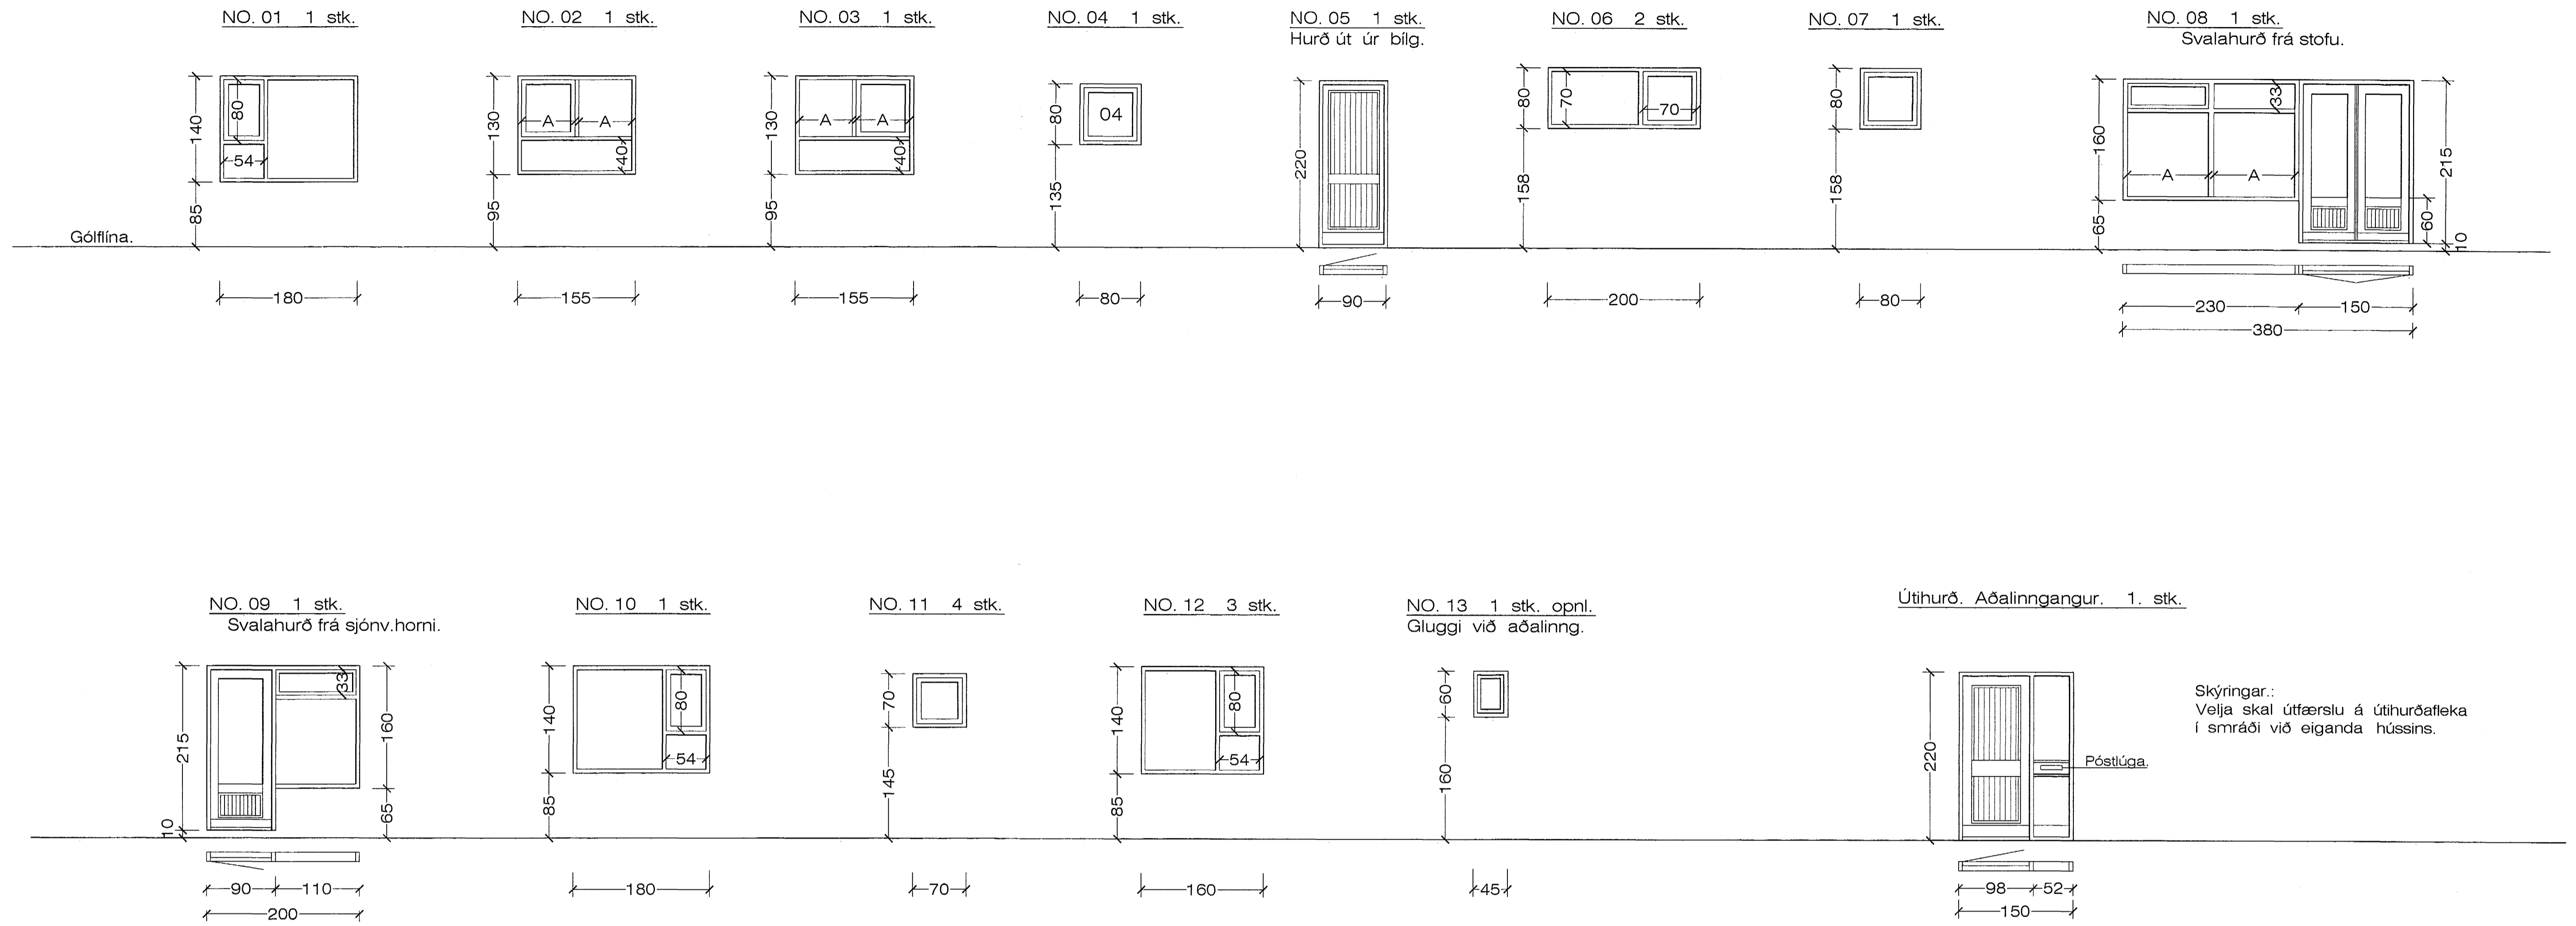 NO. 01 1 stk.
NO. 02 1 stk.
NO. 03 1 stk.
NO. 04 1 stk.
NO. 05 1 stk.
Hurð út úr bílg.
NO. 06 2 stk.
NO. 07 1 stk.
NO. 08 1 stk.
Svalahurð frá stofu.
140
85
80
54
180
130
95
A A
40
155
130
95
A A
40
155
80
135
04
80
220
90
80
158
70
70
200
80
158
80
160
65
33
A A
215
60
10
230 150
380
Gólflína.
NO. 09 1 stk.
Svalahurð frá sjónv.horni.
NO. 10 1 stk.
NO. 11 4 stk.
NO. 12 3 stk.
NO. 13 1 stk. opnl.
Gluggi við aðalinng.
Útihurð. Aðalinngangur. 1. stk.
215
10
33
160
65
90 110
200
140
85
80
54
180
70
145
70
140
85
80
54
160
60
160
45
220
Póstlúga.
98 52
150
Skýringar.:
Velja skal útfærslu á útihurðafleka
í smráði við eiganda hússins.